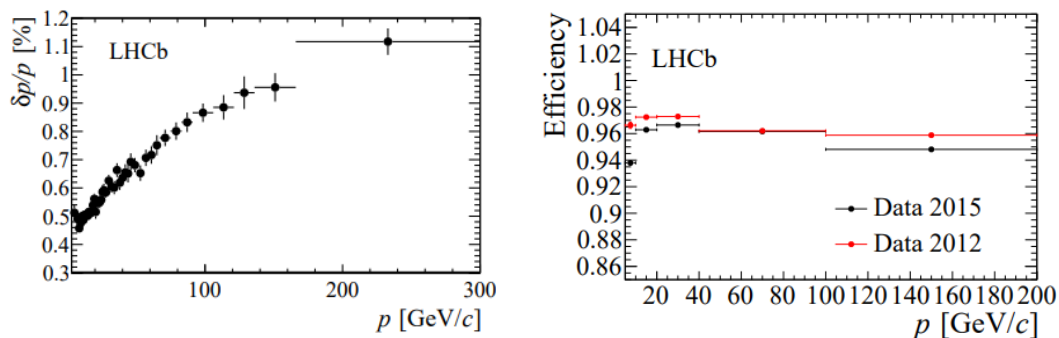 δp/p [%]
1.2
1.1
1
0.9
0.8
0.7
0.6
0.5
0.4
0.3
LHCb
100 200 300
p [GeV/c]
Efficiency
1.04
1.02
1
0.98
0.96
0.94
0.92
0.9
0.88
0.86
LHCb
Data 2015
Data 2012
20 40 60 80 100 120 140 160 180 200
p [GeV/c]